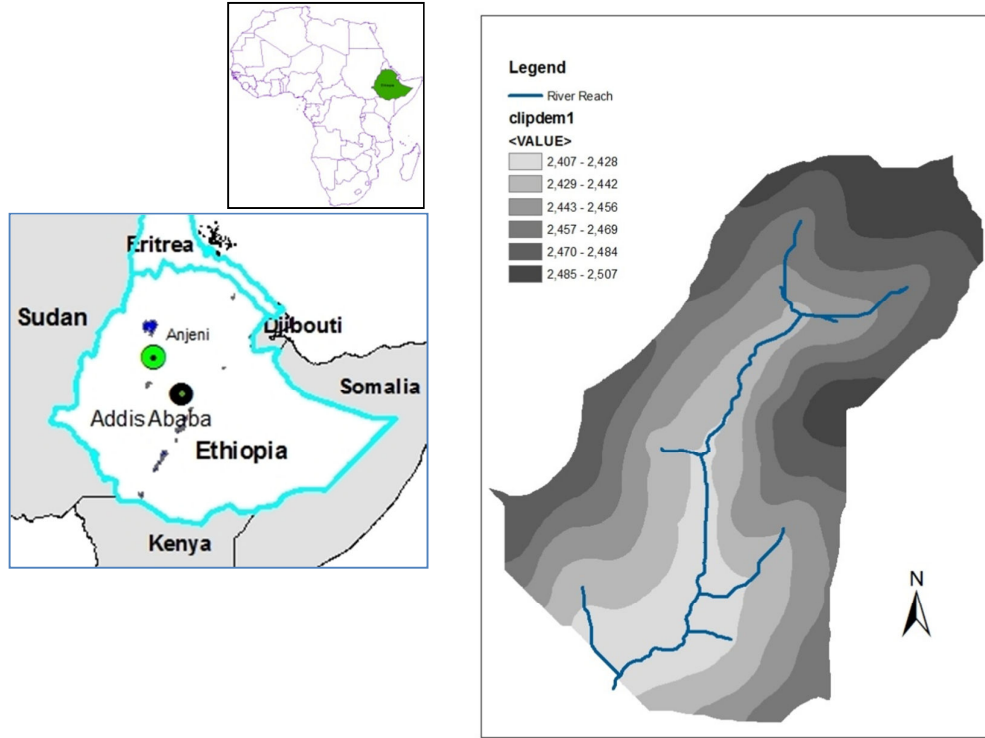 Eritrea
Sudan
Djibouti
Anjeni
Somalia
Addis Ababa
Ethiopia
Kenya
Legend
River Reach
clipdem1
<VALUE>
2,407 - 2,428
2,429 - 2,442
2,443 - 2,456
2,457 - 2,469
2,470 - 2,484
2,485 - 2,507
N